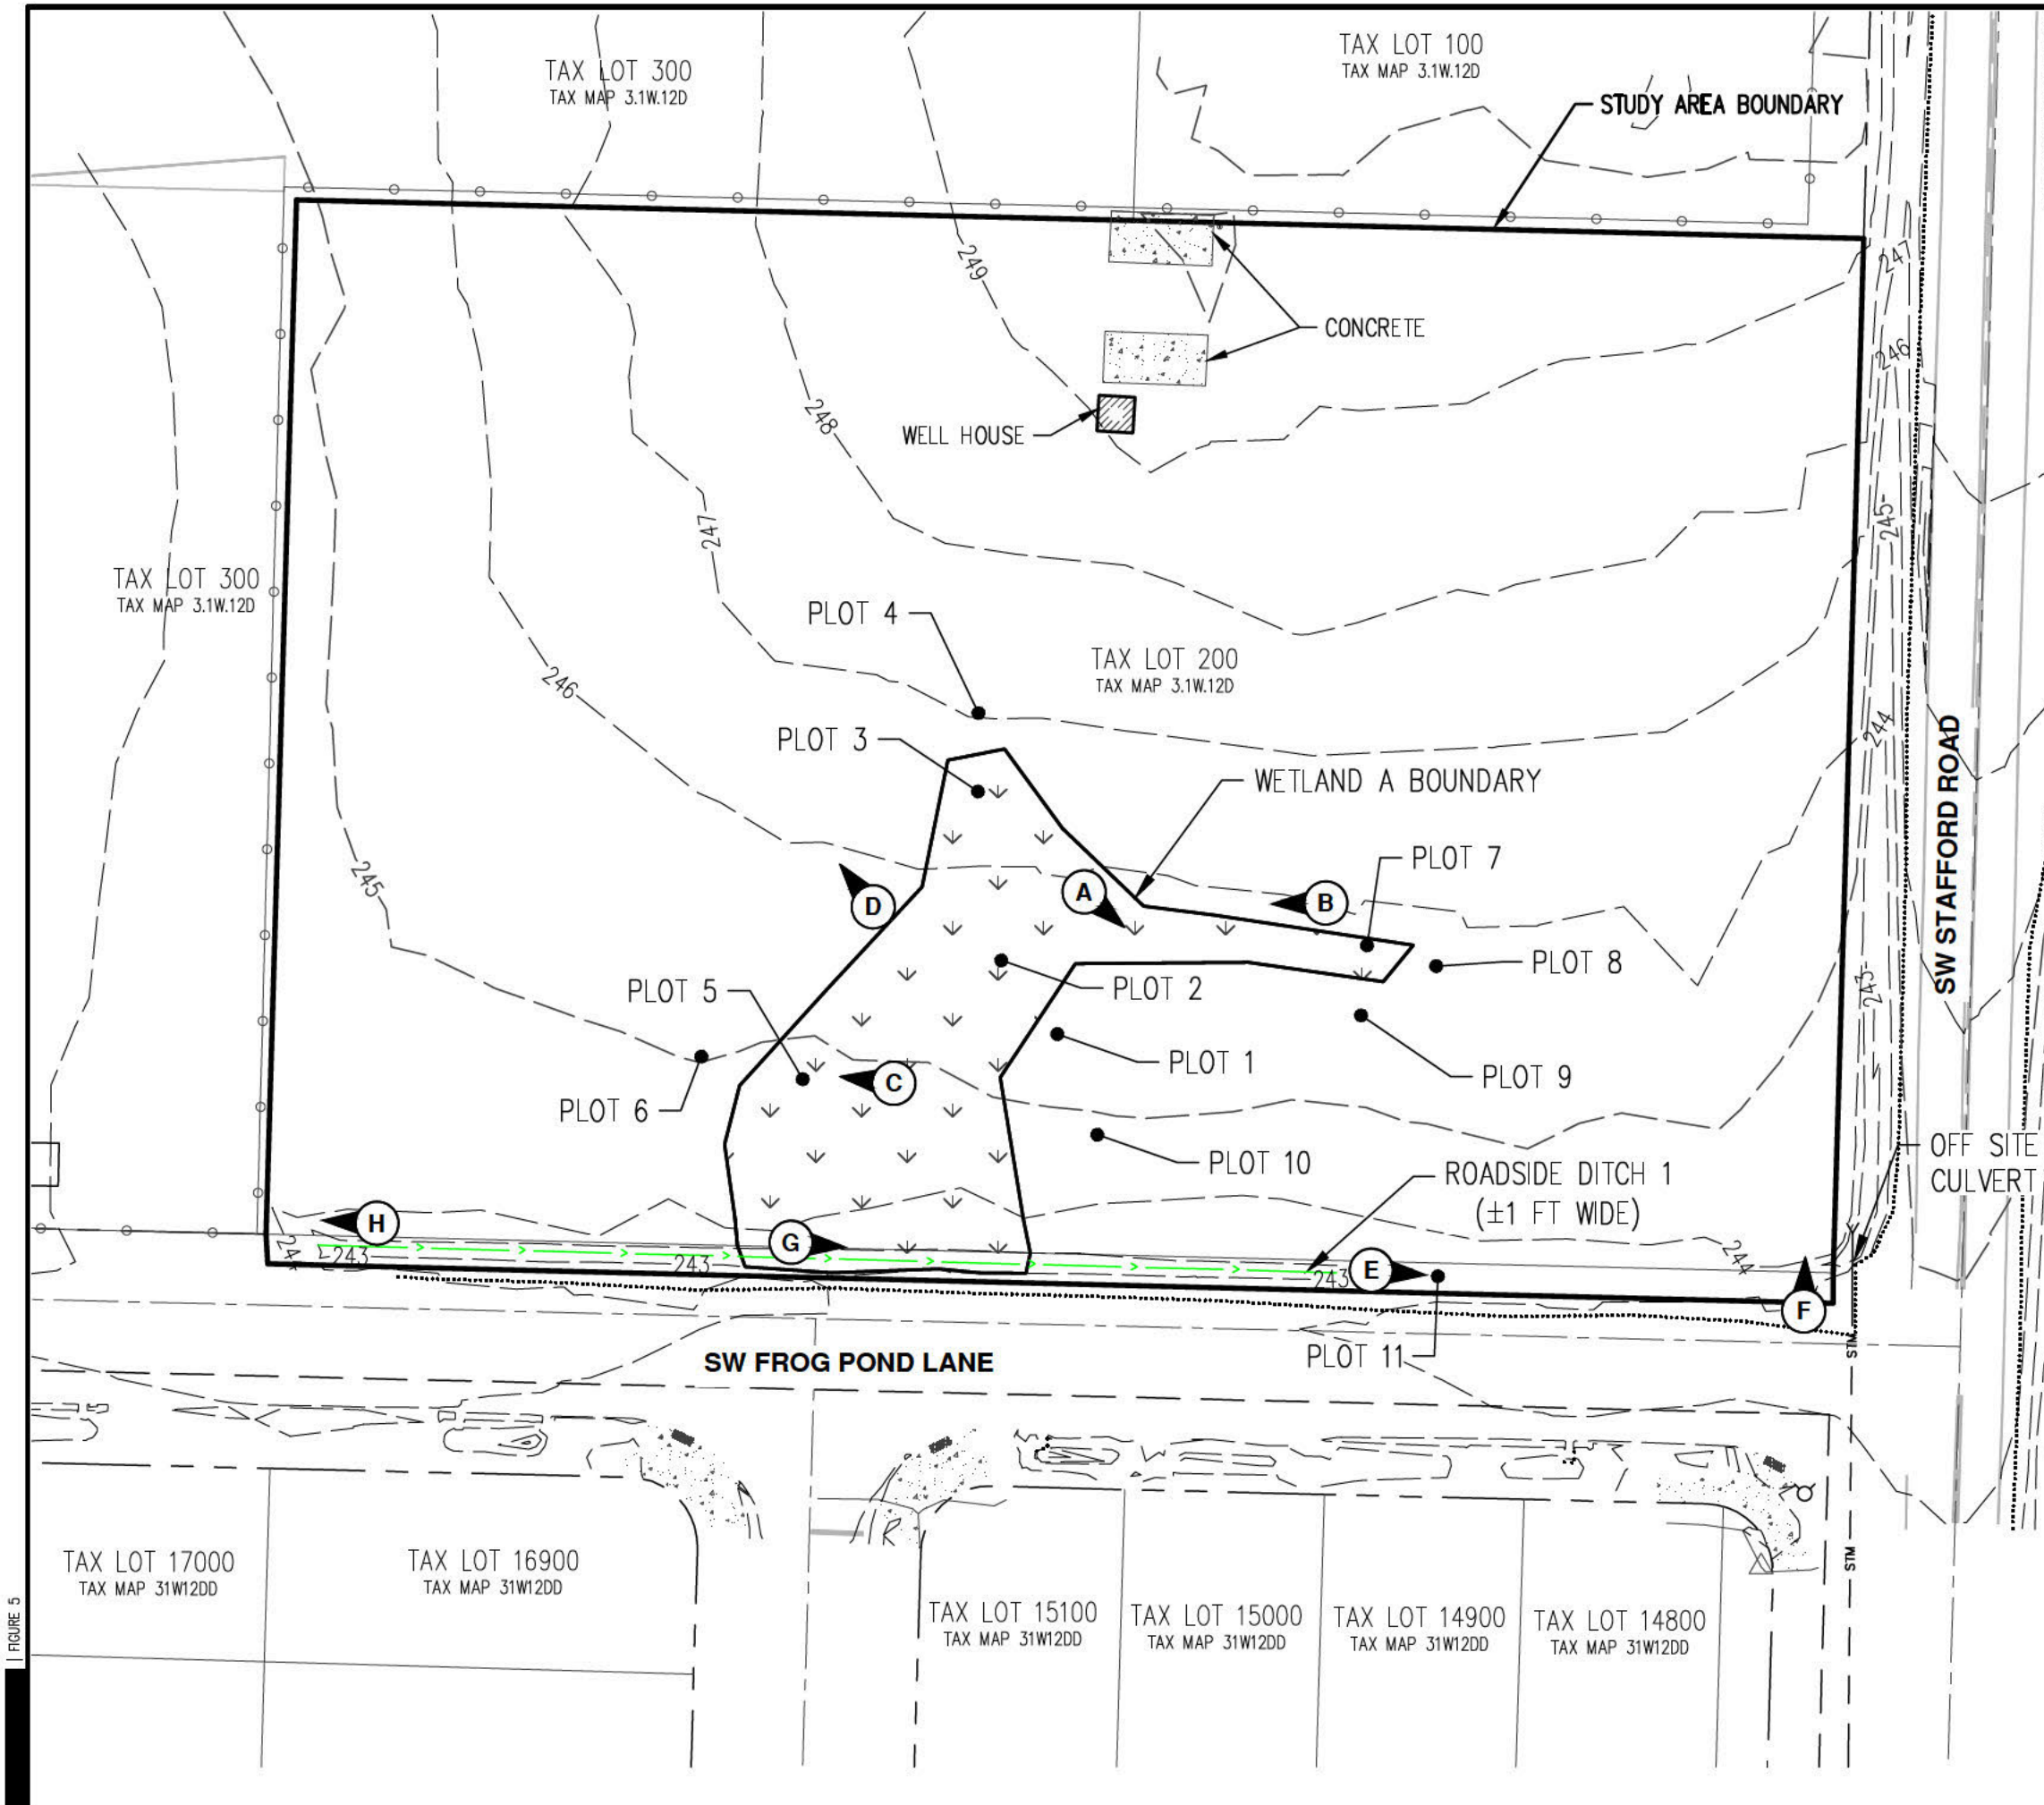 TAX LOT 100
TAX MAP 3.1W.12D
TAX LOT 300
TAX MAP 3.1W.12D
STUDY AREA BOUNDARY
247
249
CONCRETE
246
248
WELL HOUSE
247
245
TAX LOT 300
TAX MAP 3.1W.12D
PLOT 4
TAX LOT 200
TAX MAP 3.1W.12D
246
244
PLOT 3
WETLAND A BOUNDARY
SW STAFFORD ROAD
PLOT 7
245
A
B
D
PLOT 8
243
PLOT 2
PLOT 5
PLOT 1
PLOT 9
C
PLOT 6
OFF SITE
CULVERT
PLOT 10
ROADSIDE DITCH 1
(±1 FT WIDE)
H
G
244
243
243
243
E
244
F
STM
PLOT 11
SW FROG POND LANE
STM
TAX LOT 17000
TAX MAP 31W12DD
TAX LOT 16900
TAX MAP 31W12DD
TAX LOT 15100
TAX MAP 31W12DD
TAX LOT 15000
TAX MAP 31W12DD
TAX LOT 14900
TAX MAP 31W12DD
TAX LOT 14800
TAX MAP 31W12DD
| FIGURE 5